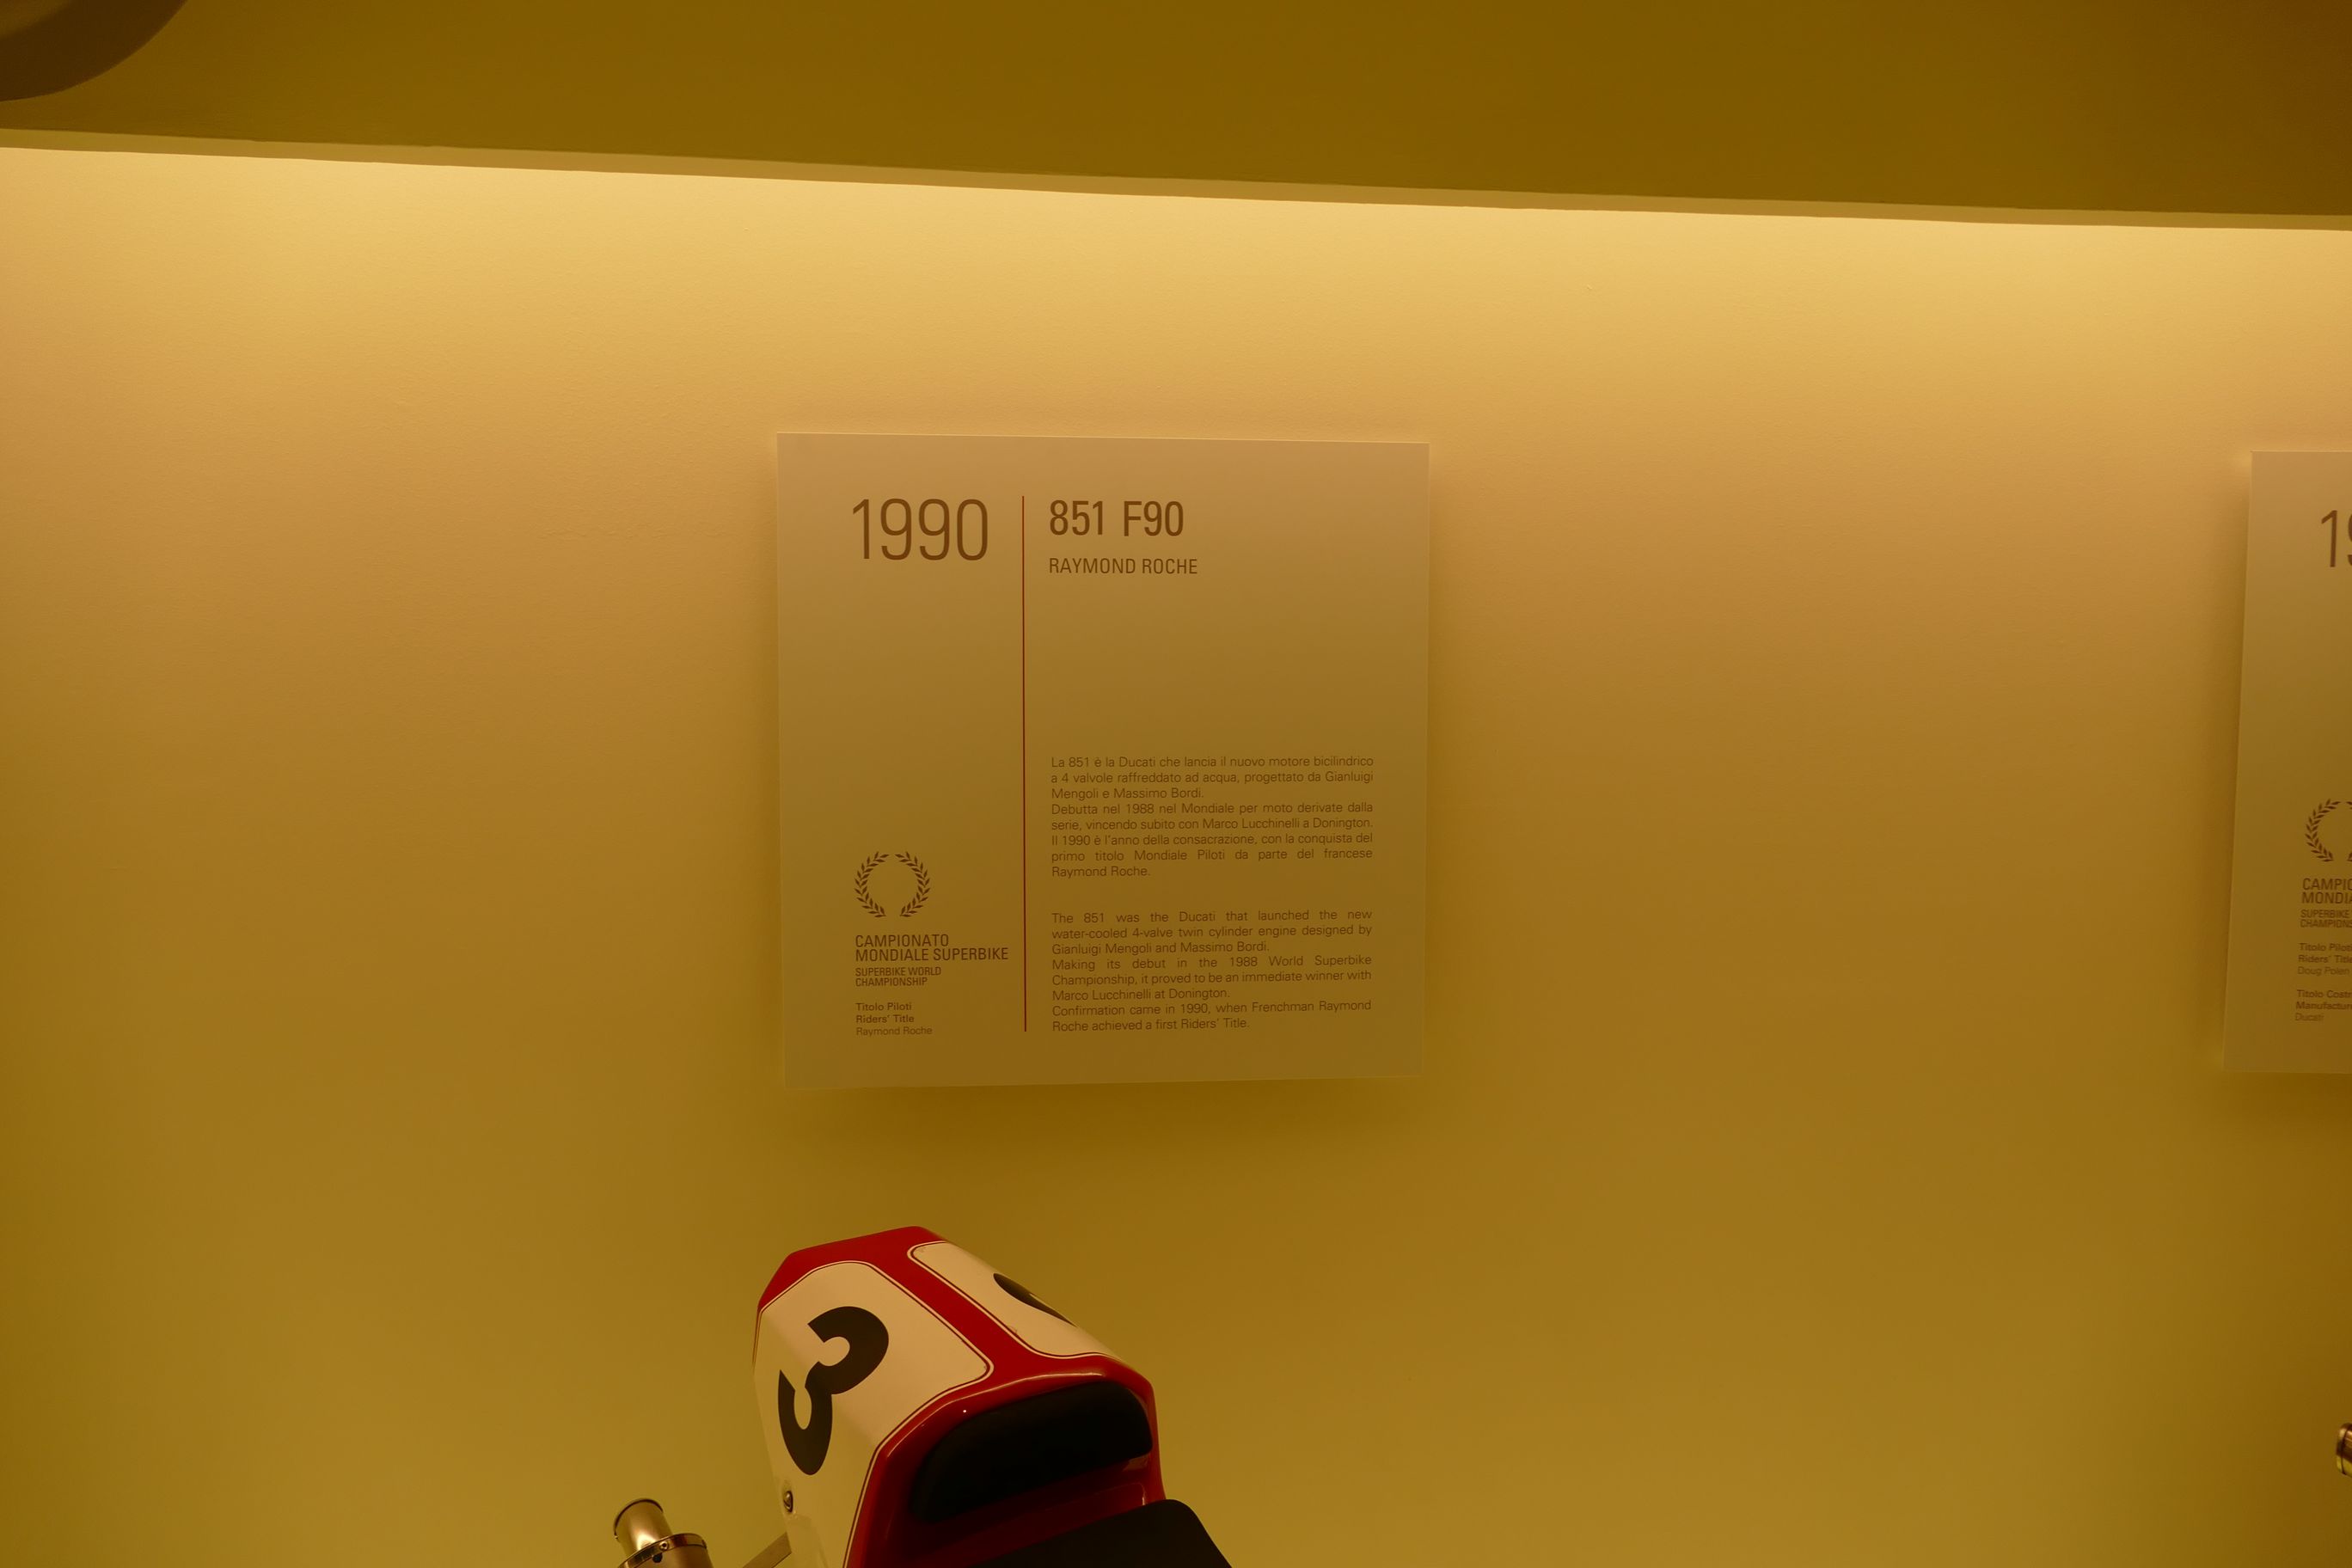 1990
851 F90
RAYMOND ROCHE
La 851 è la Ducati che lancia il nuovo motore bicilindrico
a 4 valvole raffreddato ad acqua, progettato da Gianluigi
Mengoli e Massimo Bordi.
Debutta nel 1988 nel Mondiale per moto derivate dalla
serie, vincendo subito con Marco Lucchinelli a Donington.
Il 1990 è l'anno della consacrazione, con la conquista del
primo titolo Mondiale Piloti da parte del francese
Raymond Roche.
The 851 was the Ducati that launched the new
water-cooled 4-valve twin cylinder engine designed by
Gianluigi Mengoli and Massimo Bordi.
Making its debut in the 1988 World Superbike
Championship, it proved to be an immediate winner with
Marco Lucchinelli at Donington.
Confirmation came in 1990, when Frenchman Raymond
Roche achieved a first Riders' Title.
CAMPIONATO
MONDIALE SUPERBIKE
SUPERBIKE WORLD
CHAMPIONSHIP
Titolo Piloti
Riders' Title
Raymond Roche
3
SUPERBIKE
Riders' Title
Doug Polen
Ducati